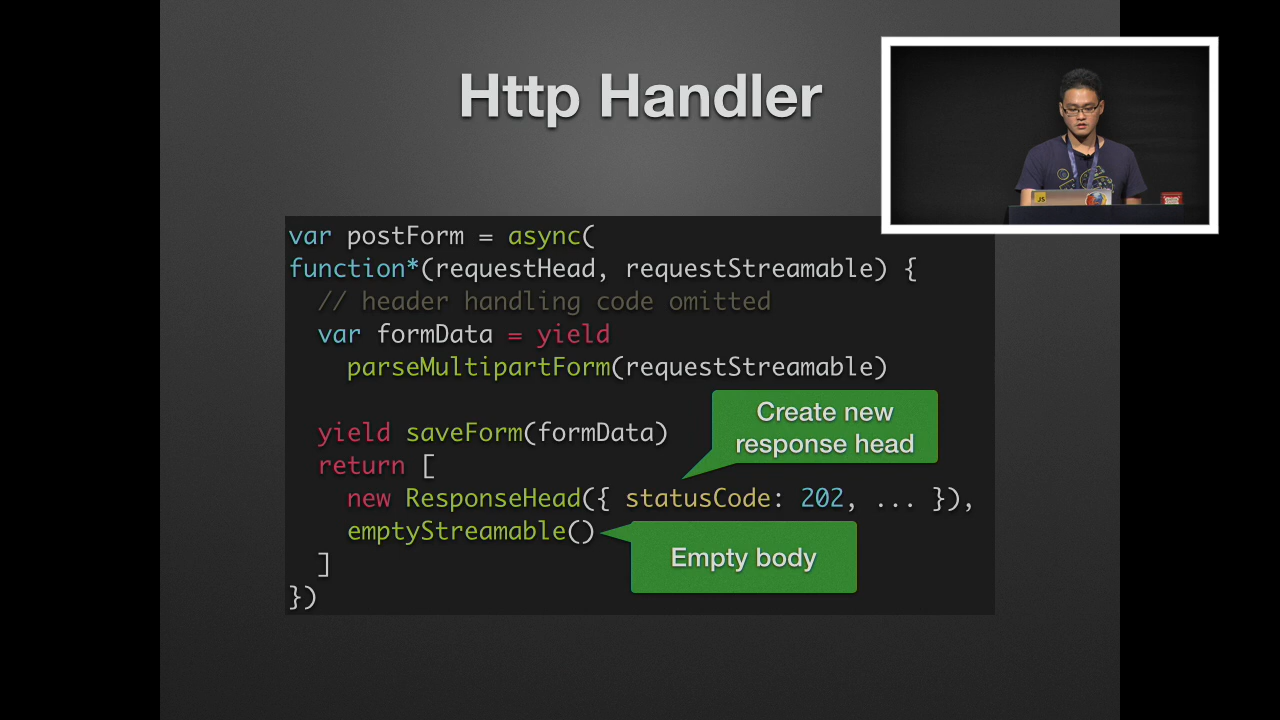 Http Handler
var postForm = async(
function*(requestHead, requestStreamable) {
// header handling code omitted
var formData = yield
parseMultipartForm(requestStreamable)
Create new
response head
yield saveForm(formData)
return [
new ResponseHead({ statusCode: 202, ... }),
emptyStreamable()
Empty body
]
})
JS